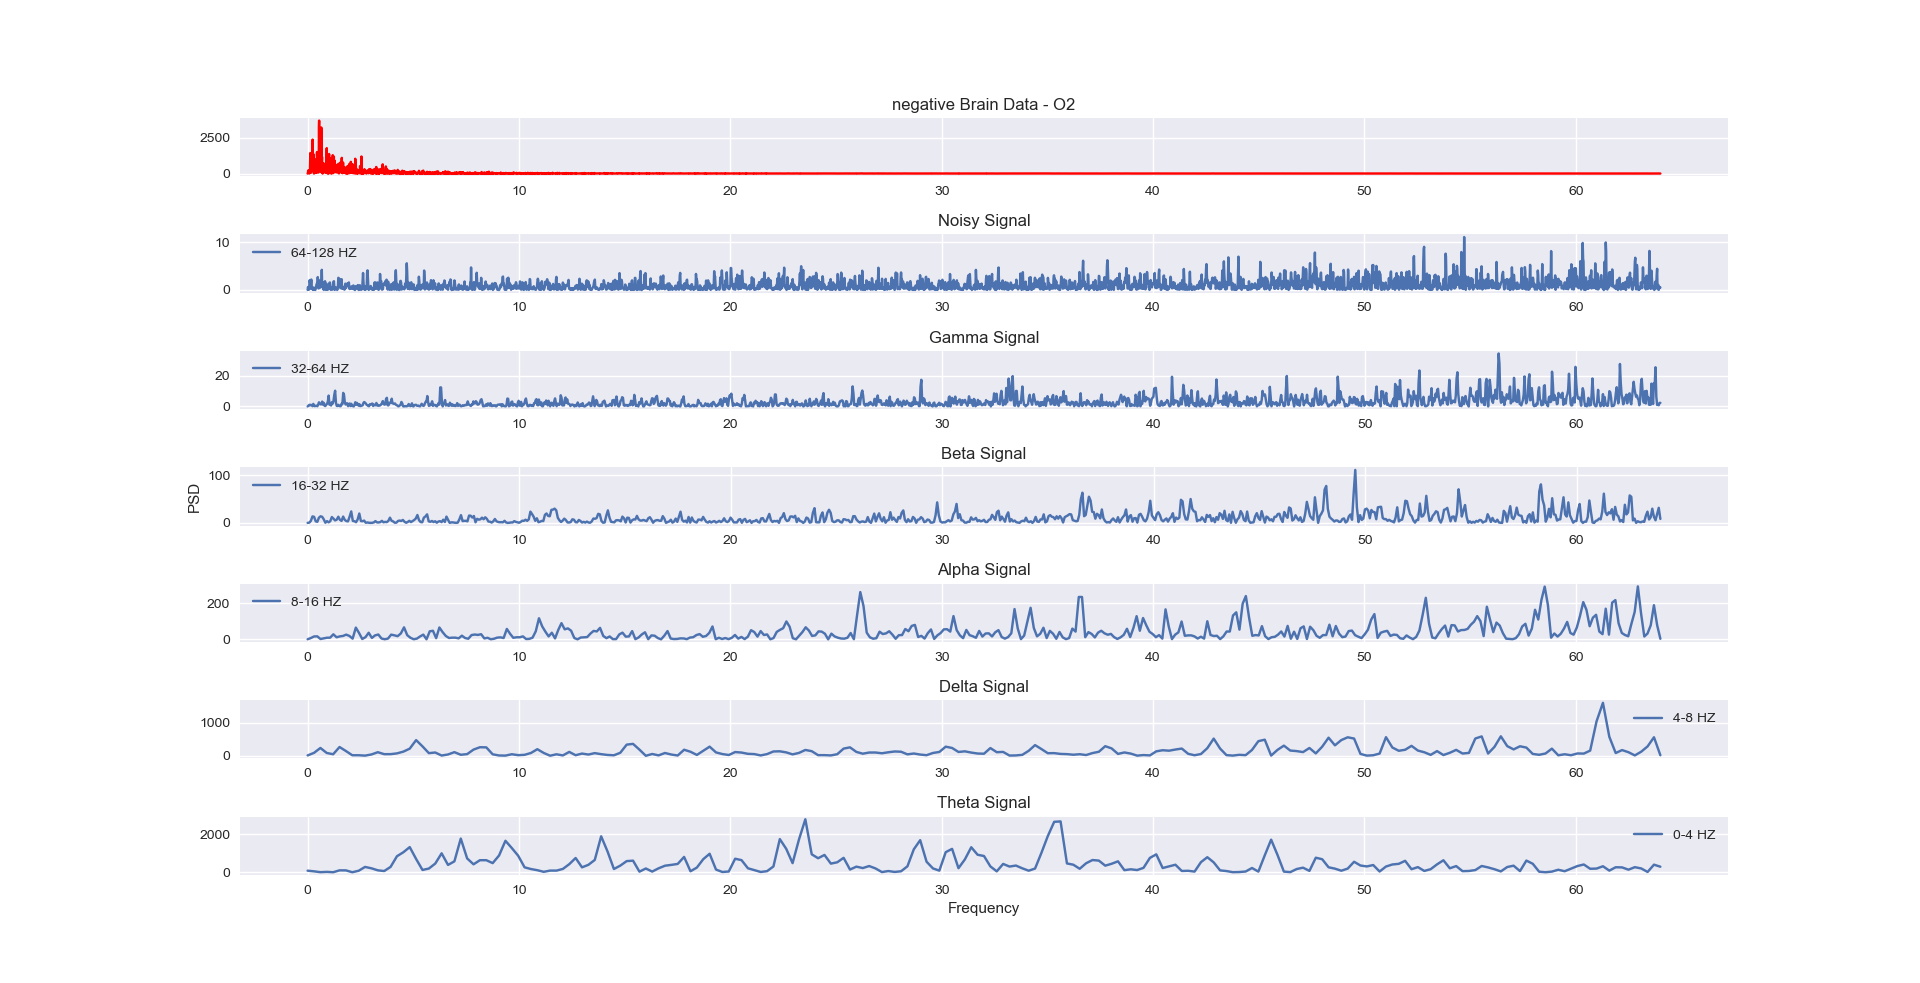 negative Brain Data - O2
2500
0
0 10 20 30 40 50 60
Noisy Signal
10
0
64-128 HZ
0 10 20 30 40 50 60
Gamma Signal
20
0
32-64 HZ
0 10 20 30 40 50 60
Beta Signal
PSD
100
0
16-32 HZ
0 10 20 30 40 50 60
Alpha Signal
200
0
8-16 HZ
0 10 20 30 40 50 60
Delta Signal
1000
0
4-8 HZ
0 10 20 30 40 50 60
Theta Signal
2000
0
0-4 HZ
0 10 20 30 40 50 60
Frequency